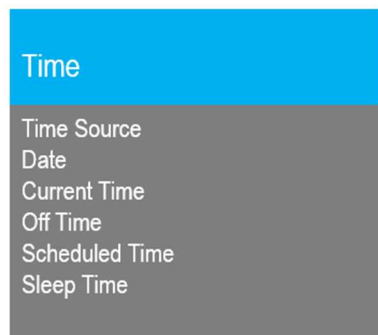 Time
Time Source
Date
Current Time
Off Time
Scheduled Time
Sleep Time